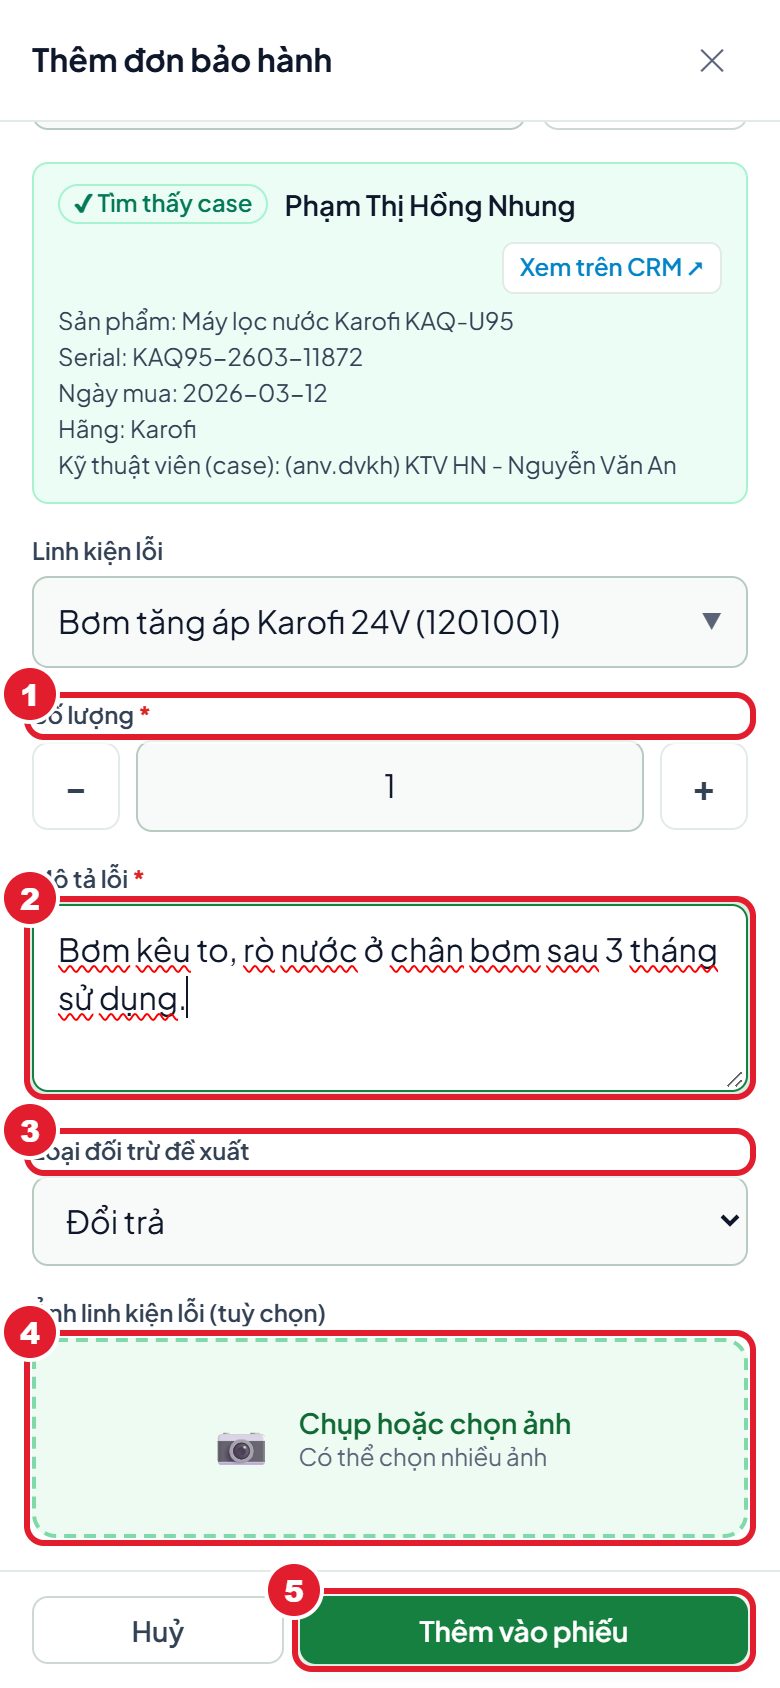 Thêm đơn bảo hành
✓ Tìm thấy case
Phạm Thị Hồng Nhung
Xem trên CRM ↗
Sản phẩm: Máy lọc nước Karofi KAQ-U95
Serial: KAQ95-2603-11872
Ngày mua: 2026-03-12
Hãng: Karofi
Kỹ thuật viên (case): (anv.dvkh) KTV HN - Nguyễn Văn An
Linh kiện lỗi
Bơm tăng áp Karofi 24V (1201001)
1
lượng *
- 1 +
tả lỗi *
2
Bơm kêu to, rò nước ở chân bơm sau 3 tháng
sử dụng.
3
đối trừ đề xuất
Đổi trả
linh kiện lỗi (tuỳ chọn)
4
Chụp hoặc chọn ảnh
Có thể chọn nhiều ảnh
5
Huỷ
Thêm vào phiếu